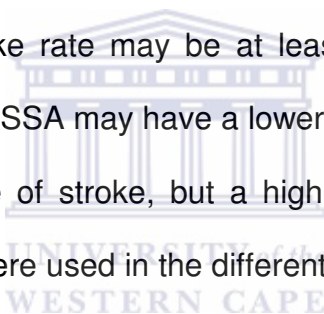 ke rate may be at leas
SSA may have a lower
e of stroke, but a high
UNIVERSITY of the
ere used in the different
WESTERN CAPE